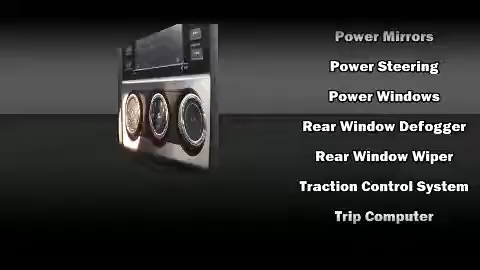 Power Mirrors
Power Steering
Power Windows
Rear Window Defogger
Rear Window Wiper
Traction Control System
Trip Computer